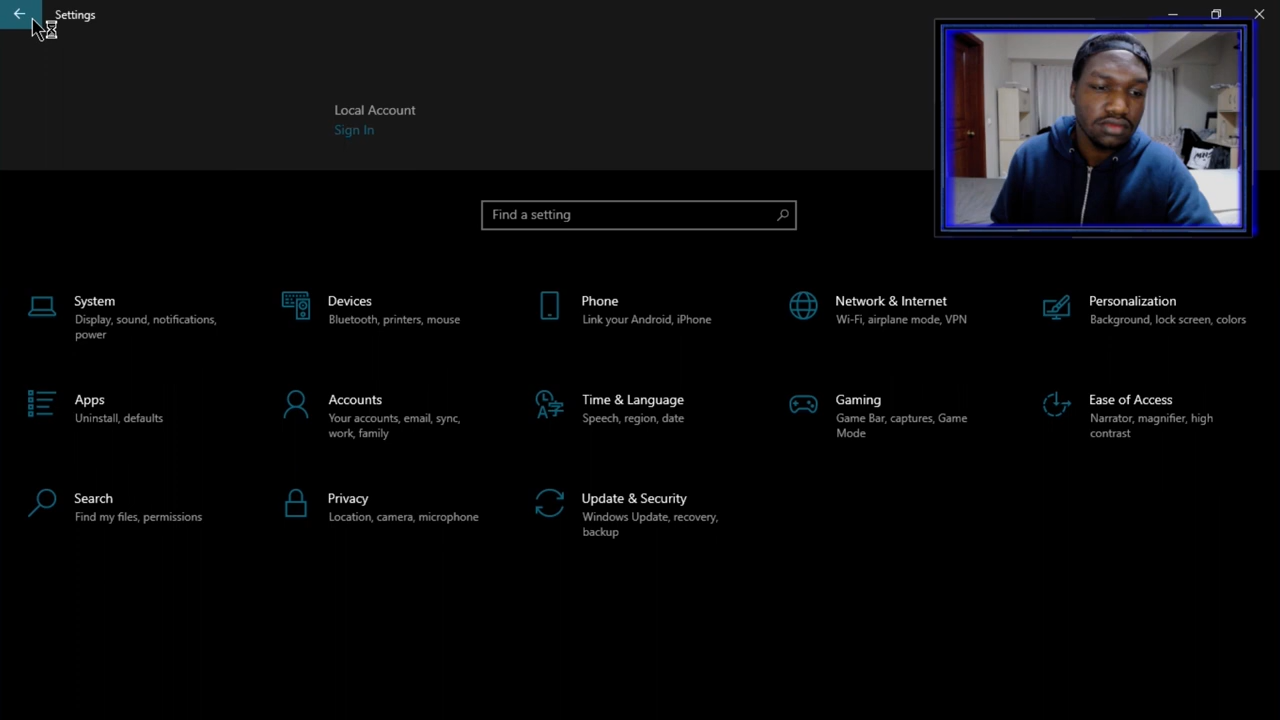 Settings
Local Account
Sign In
Find a setting
System
Display, sound, notifications,
power
Devices
Bluetooth, printers, mouse
Phone
Link your Android, iPhone
Network & Internet
Wi-Fi, airplane mode, VPN
Personalization
Background, lock screen, colors
Apps
Uninstall, defaults
Accounts
Your accounts, email, sync,
work, family
Time & Language
Speech, region, date
Gaming
Game Bar, captures, Game
Mode
Ease of Access
Narrator, magnifier, high
contrast
Search
Find my files, permissions
Privacy
Location, camera, microphone
Update & Security
Windows Update, recovery,
backup